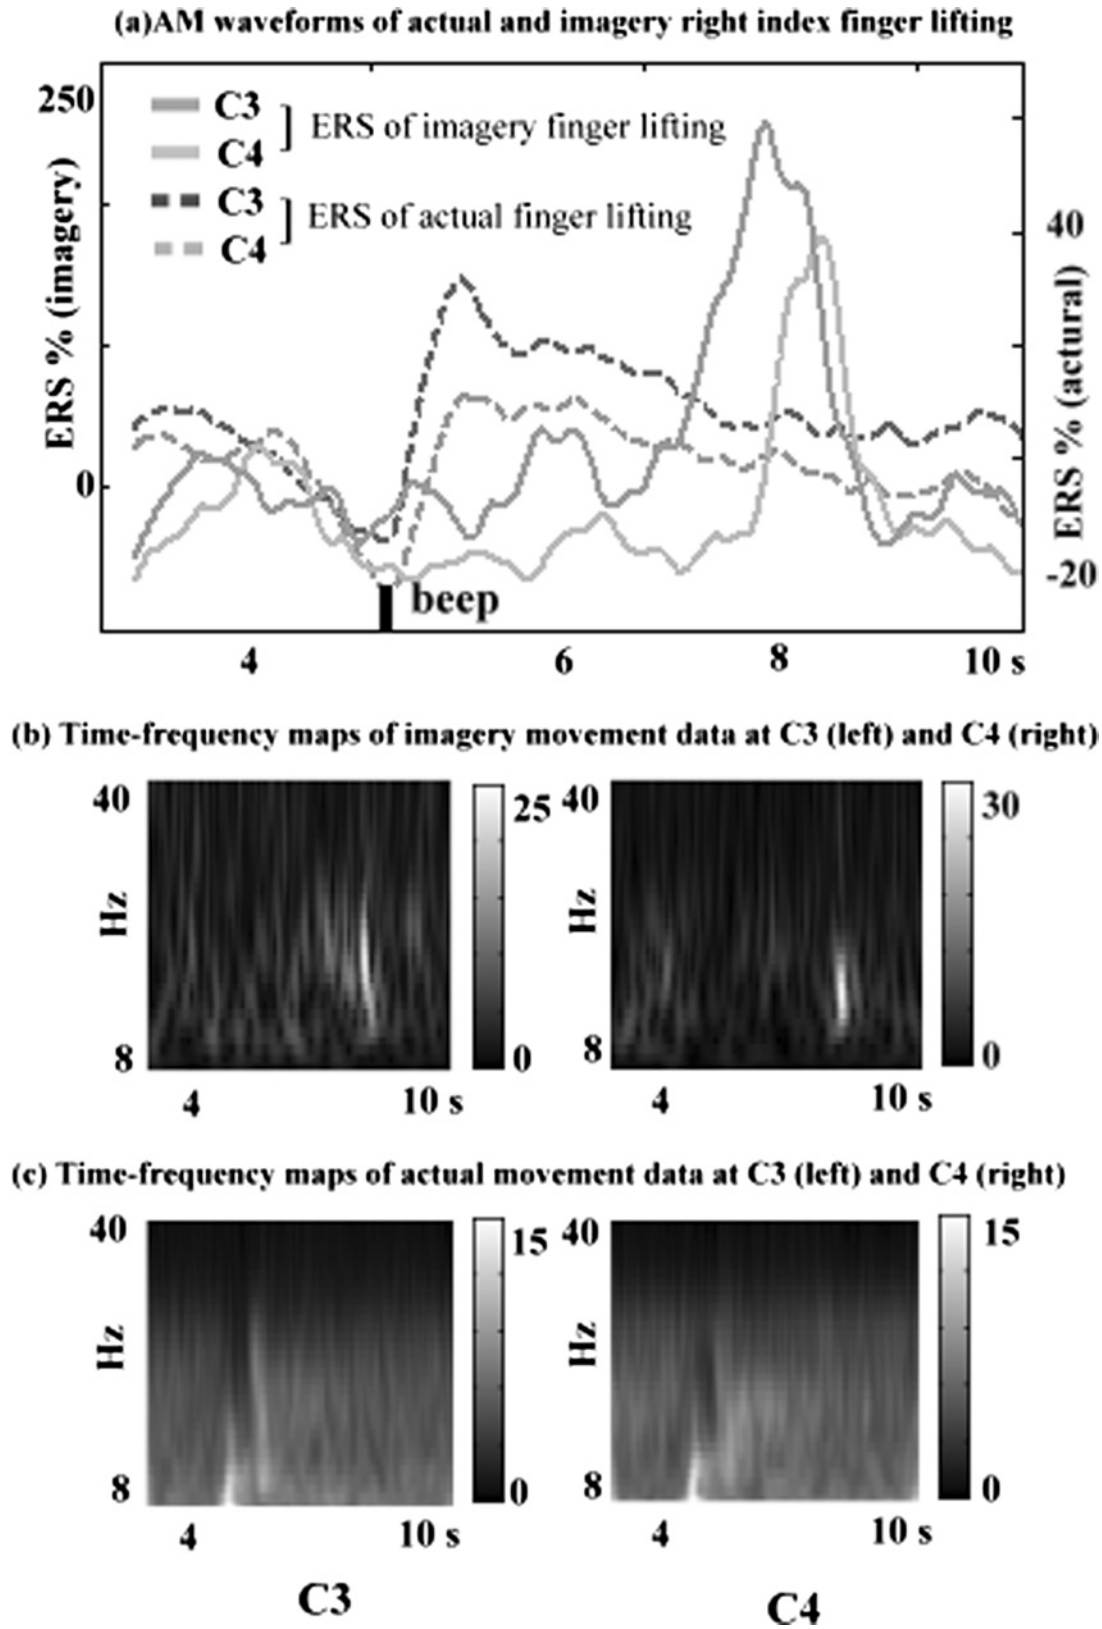 (a)AM waveforms of actual and imagery right index finger lifting
250
C3
ERS of imagery finger lifting
C4
C3
ERS of actual finger lifting
C4
ERS % (imagery)
0
40
ERS % (actural)
-20
beep
4 6 8 10 s
(b) Time-frequency maps of imagery movement data at C3 (left) and C4 (right)
40 25 40 30
Hz Hz
8 0 8 0
4 10 s 4 10 s
(c) Time-frequency maps of actual movement data at C3 (left) and C4 (right)
40 15 40 15
Hz Hz
8 0 8 0
4 10 s 4 10 s
C3 C4